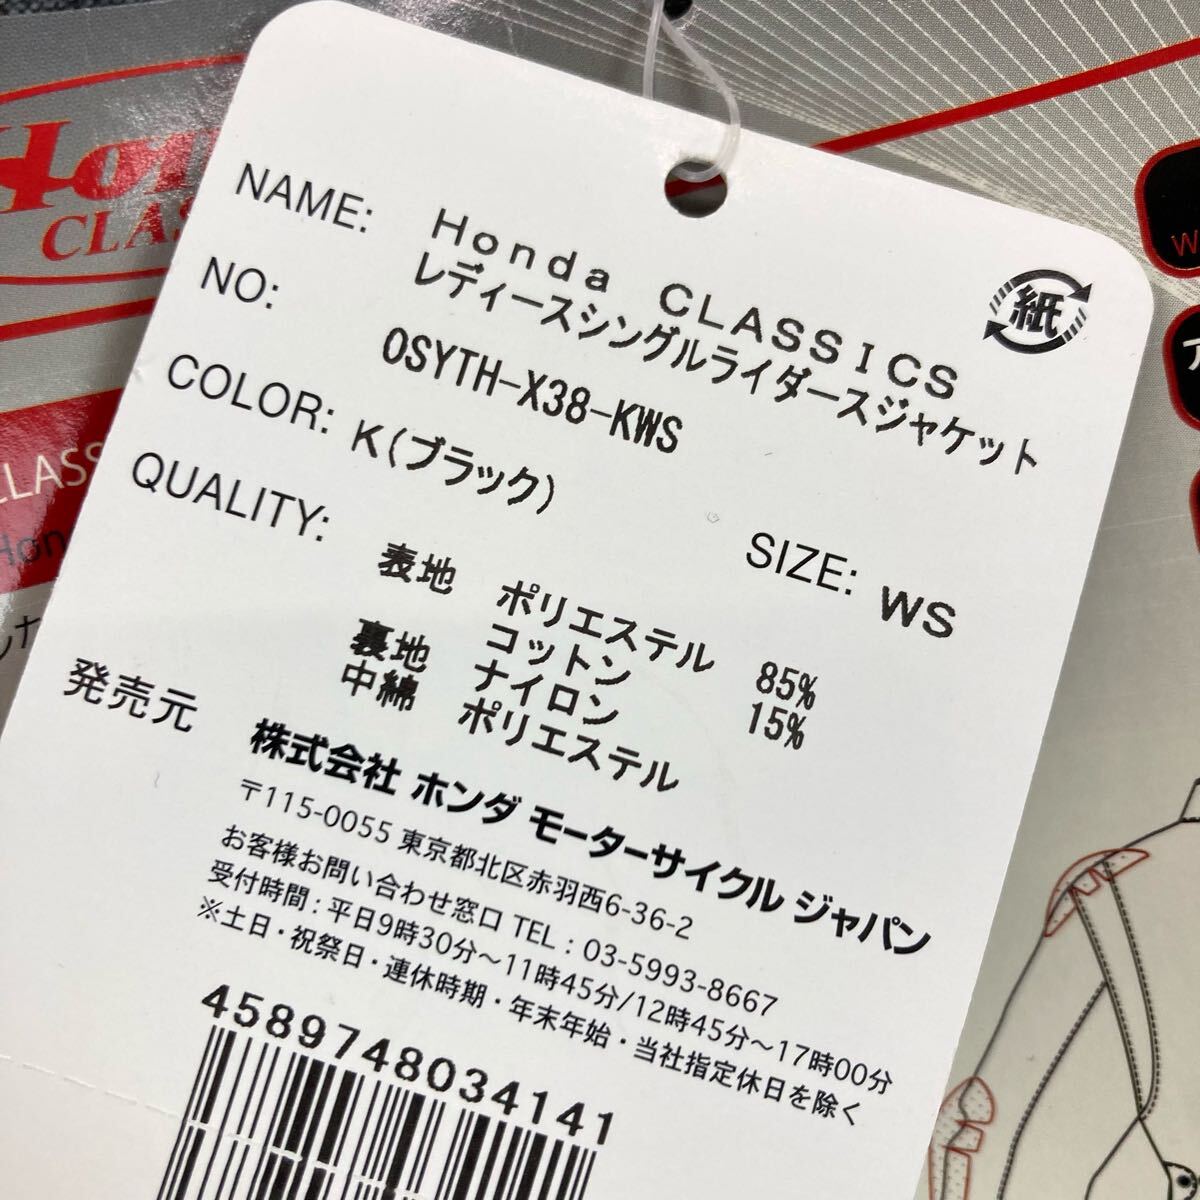 NAME: Honda CLASSICS
レディースシングルライダースジャケット
紙
NO: 0SYTH-X38-KWS
COLOR: K(ブラック)
SIZE: WS
QUALITY:
表地 ポリエステル 85%
コットン 15%
裏地 ナイロン
中綿 ポリエステル
発売元 株式会社 ホンダ モーターサイクル ジャパン
〒115-0055 東京都北区赤羽西6-36-2
お客様お問い合わせ窓口 TEL : 03-5993-8667
受付時間 : 平日9時30分～11時45分/12時45分～17時00分
※土日・祝祭日・連休時期・年末年始・当社指定休日を除く
4589748034141